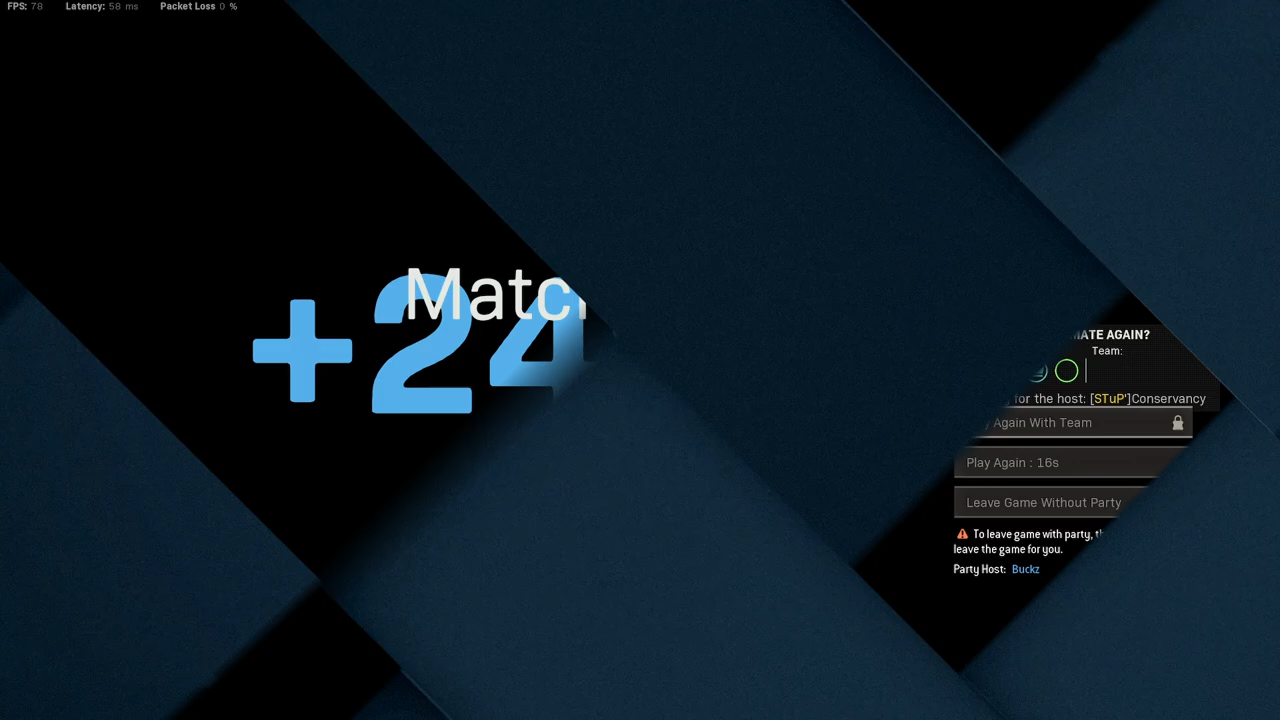 FPS: 78 Latency: 58 ms Packet Loss 0 %
+24
MATE AGAIN?
Team:
for the host: [STuP']Conservancy
Again With Team
Play Again : 16s
Leave Game Without Party
To leave game with party,
leave the game for you.
Party Host: Buckz